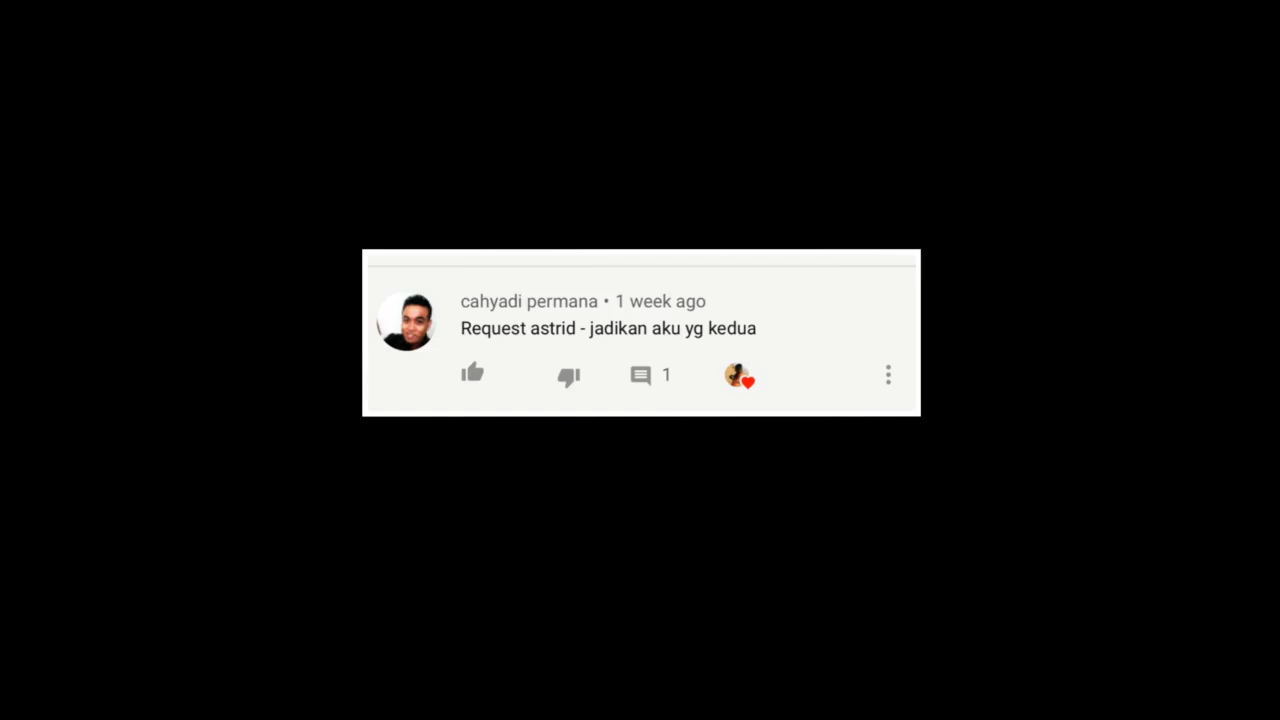 cahyadi permana • 1 week ago
Request astrid - jadikan aku yg kedua
1